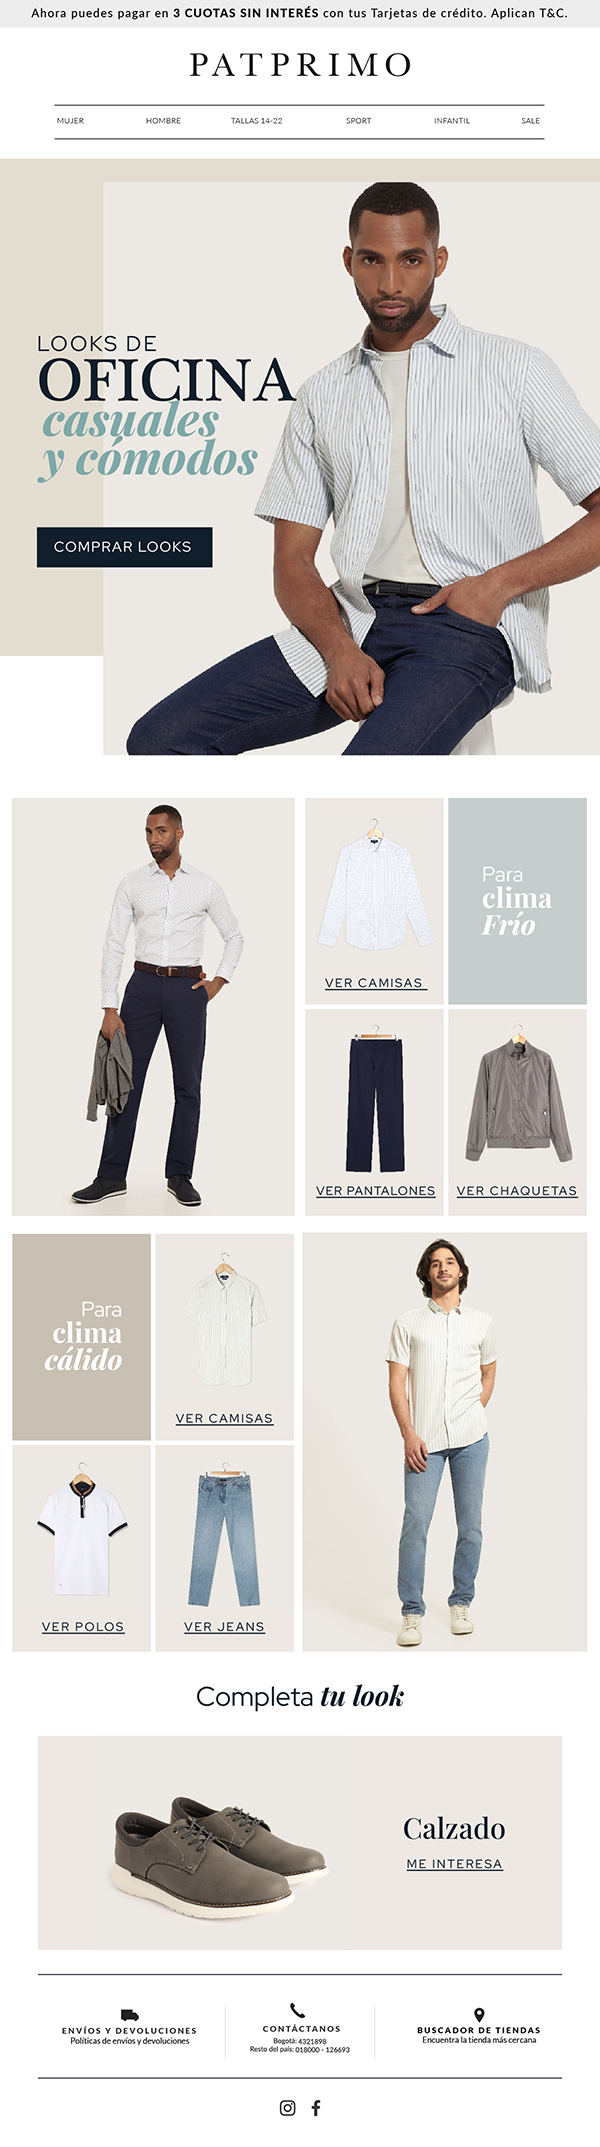 Ahora puedes pagar en 3 CUOTAS SIN INTERÉS con tus Tarjetas de crédito. Aplican T&C.
PATPRIMO
MUJER HOMBRE TALLAS 14-22 SPORT INFANTIL SALE
LOOKS DE
OFICINA
casuales
y cómodos
COMPRAR LOOKS
Para
clima
Frío
VER CAMISAS
VER PANTALONES
VER CHAQUETAS
Para
clima
cálido
VER CAMISAS
VER POLOS
VER JEANS
Completa tu look
Calzado
ME INTERESA
ENVÍOS Y DEVOLUCIONES
Políticas de envíos y devoluciones
CONTÁCTANOS
Bogotá: 4321898
Resto del país: 018000 - 126693
BUSCADOR DE TIENDAS
Encuentra la tienda más cercana